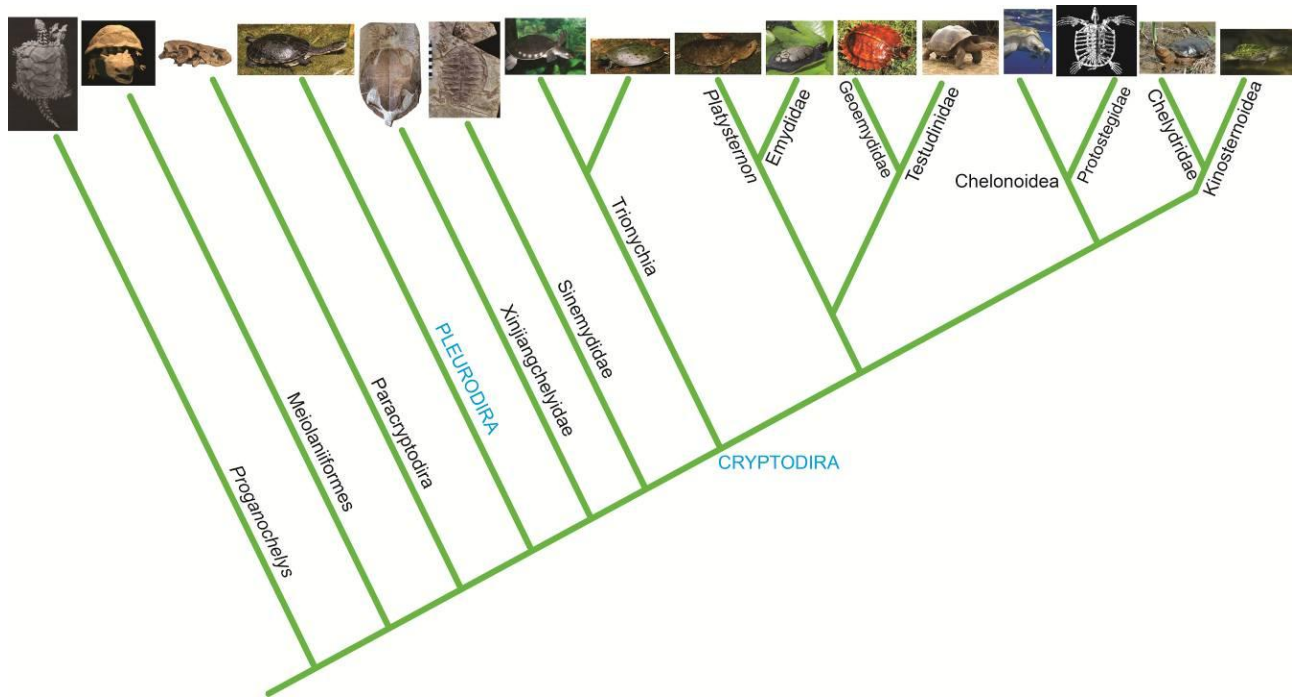 Proganochelys
Meiolaniiformes
Paracryptodira
PLEURODIRA
Xinjiangchelyidae
Sinemydidae
Trionychia
Platysternon
Emydidae
Geoemydidae
Testudinidae
Chelonoidea
Protostegidae
Chelydridae
Kinosternoidea
CRYPTODIRA